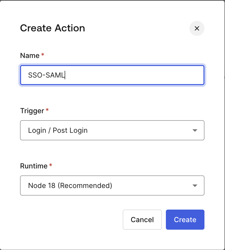 Create Action
Name *
SSO-SAML
Trigger *
Login / Post Login
Runtime *
Node 18 (Recommended)
Cancel
Create